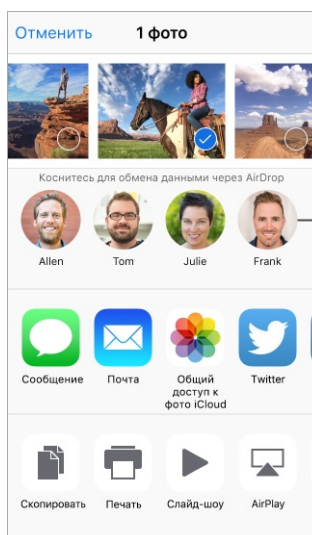 Отменить 1 фото
Коснитесь для обмена данными через AirDrop
Allen Tom Julie Frank
Сообщение Почта Общий доступ к фото iCloud Twitter
Скопировать Печать Слайд-шоу AirPlay